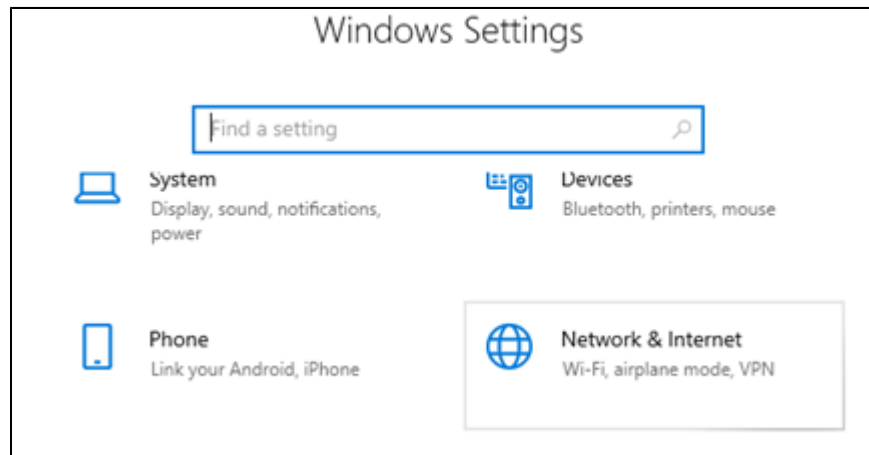 Windows Settings
Find a setting
System
Display, sound, notifications,
power
Devices
Bluetooth, printers, mouse
Phone
Link your Android, iPhone
Network & Internet
Wi-Fi, airplane mode, VPN